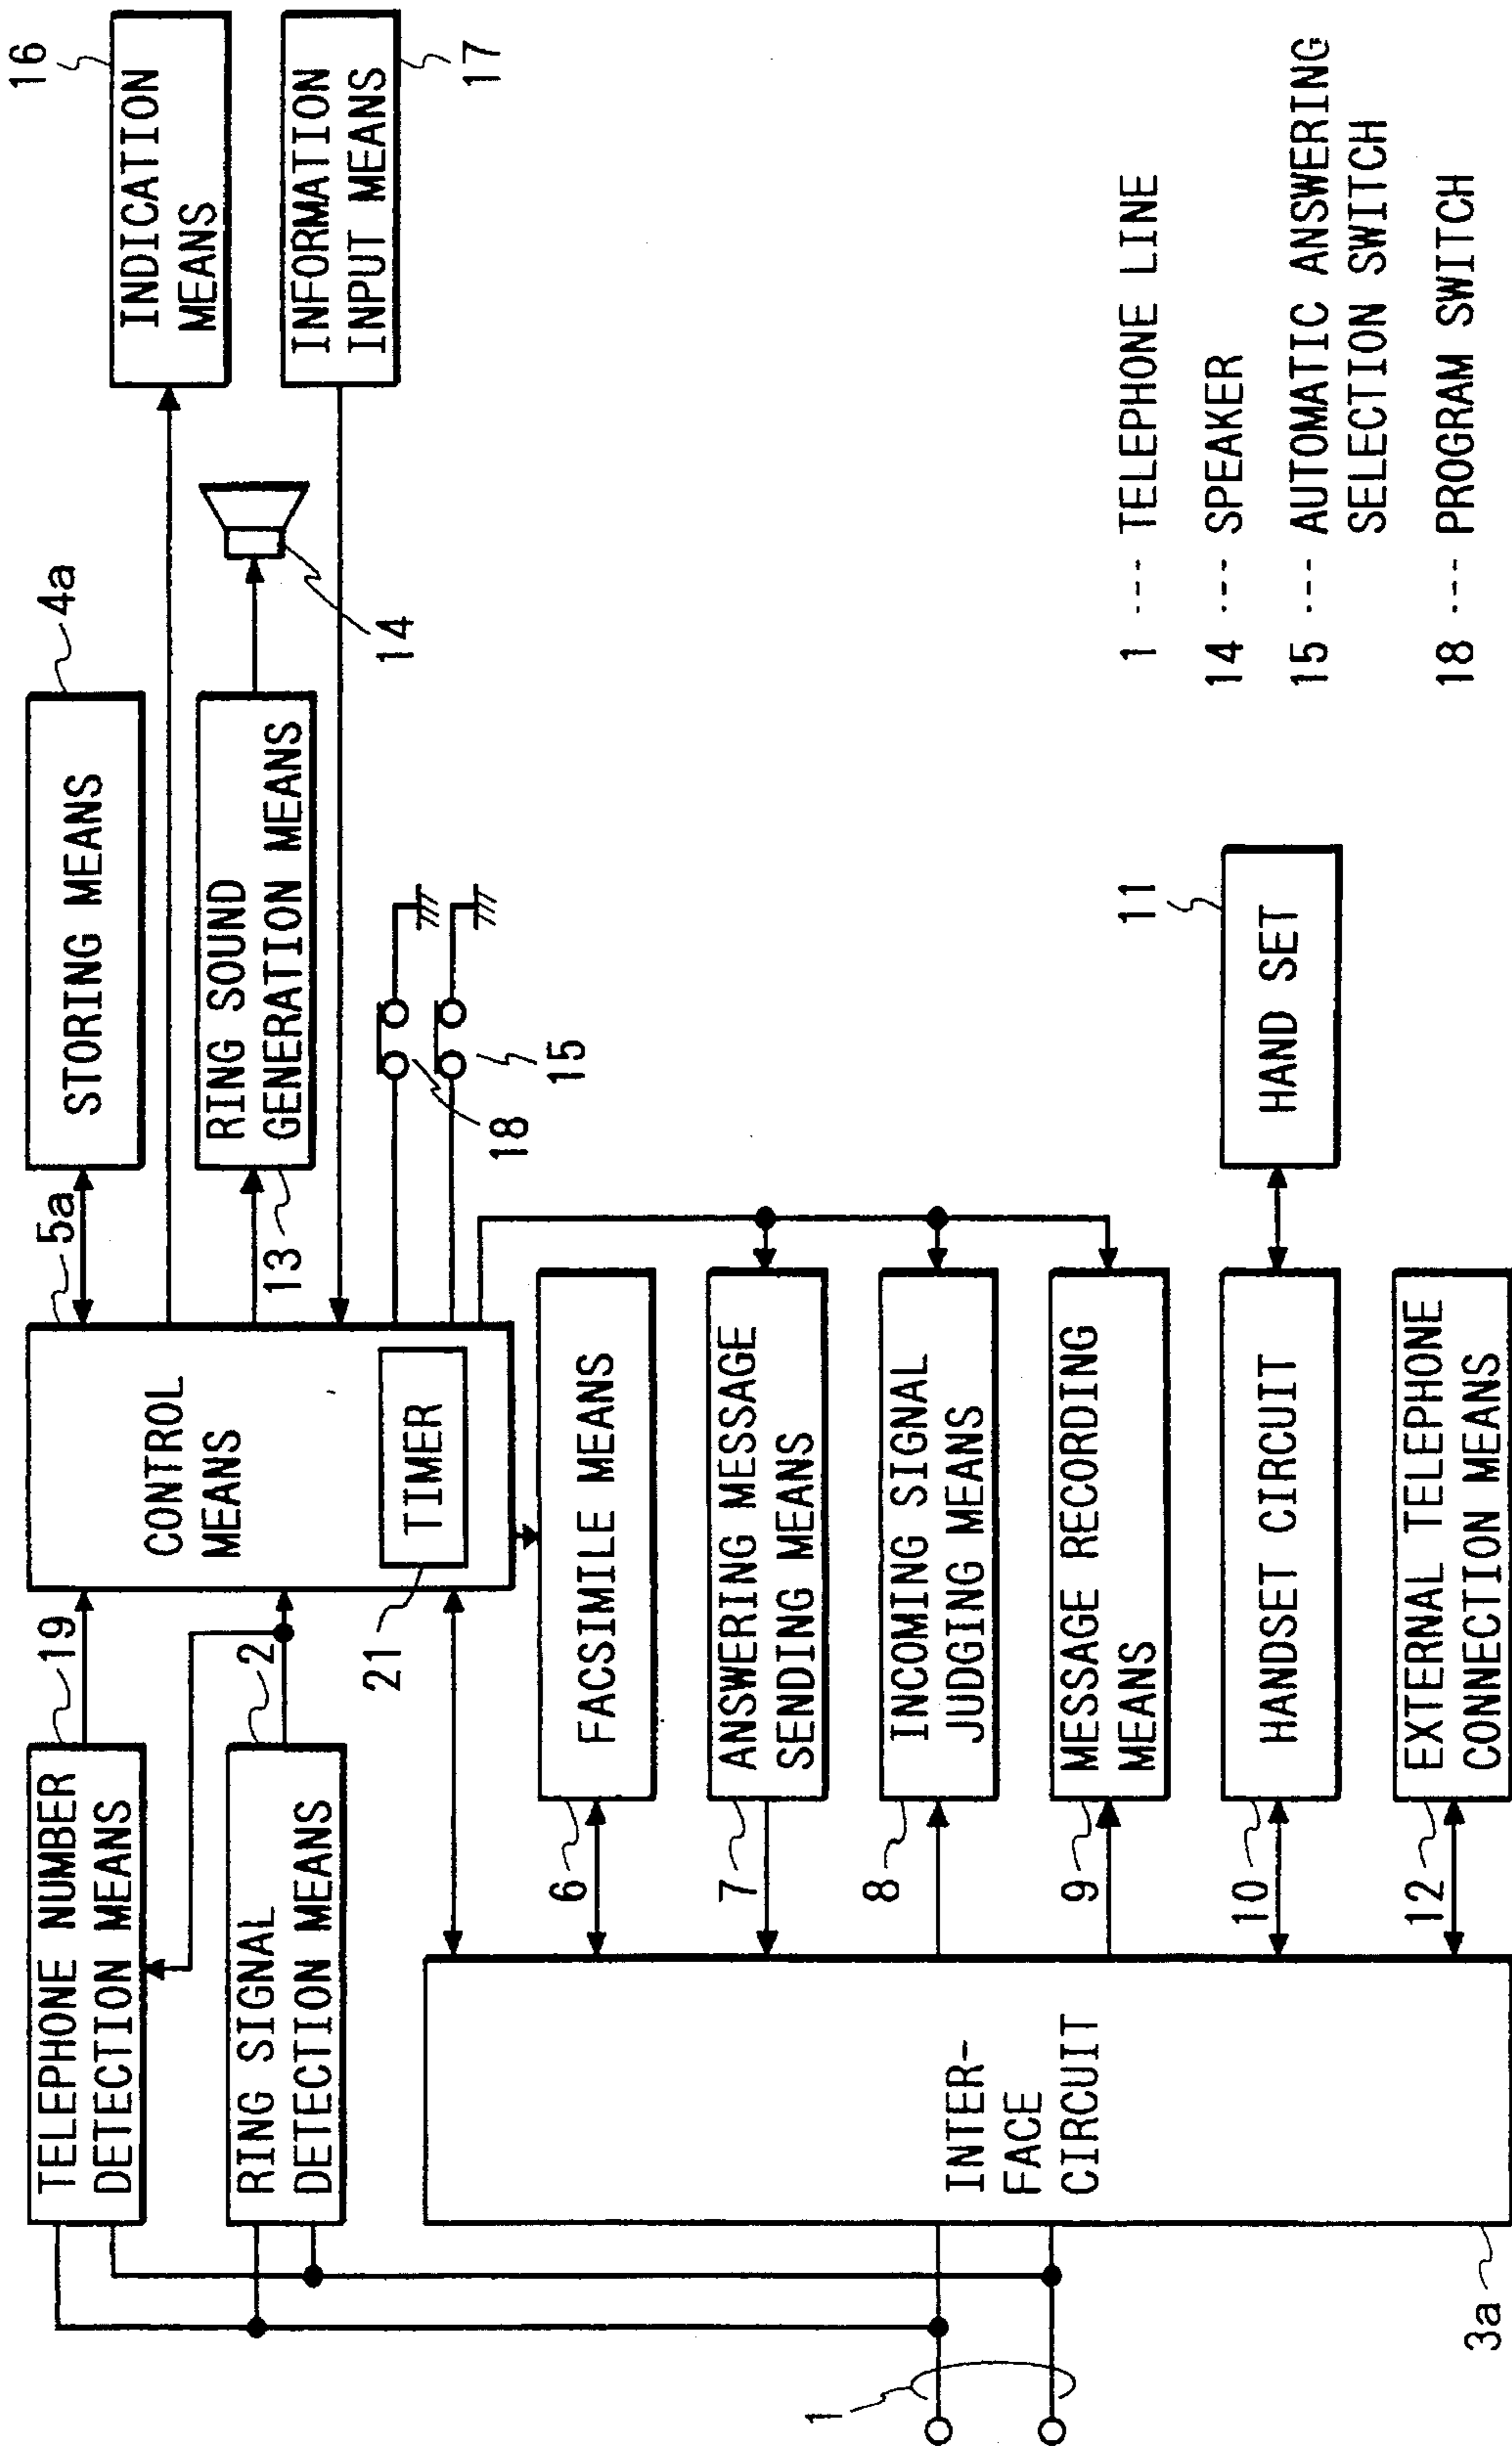 TELEPHONE NUMBER
DETECTION MEANS
19
RING SIGNAL
DETECTION MEANS
2
CONTROL
MEANS
5a
TIMER
21
STORING MEANS
4a
RING SOUND
GENERATION MEANS
13
14
INDICATION
MEANS
16
INFORMATION
INPUT MEANS
17
18
15
INTER-
FACE
CIRCUIT
3a
1
FACSIMILE MEANS
6
ANSWERING MESSAGE
SENDING MEANS
7
INCOMING SIGNAL
JUDGING MEANS
8
MESSAGE RECORDING
MEANS
9
HANDSET CIRCUIT
10
HAND SET
11
EXTERNAL TELEPHONE
CONNECTION MEANS
12
1 --- TELEPHONE LINE
14 --- SPEAKER
15 --- AUTOMATIC ANSWERING
SELECTION SWITCH
18 --- PROGRAM SWITCH